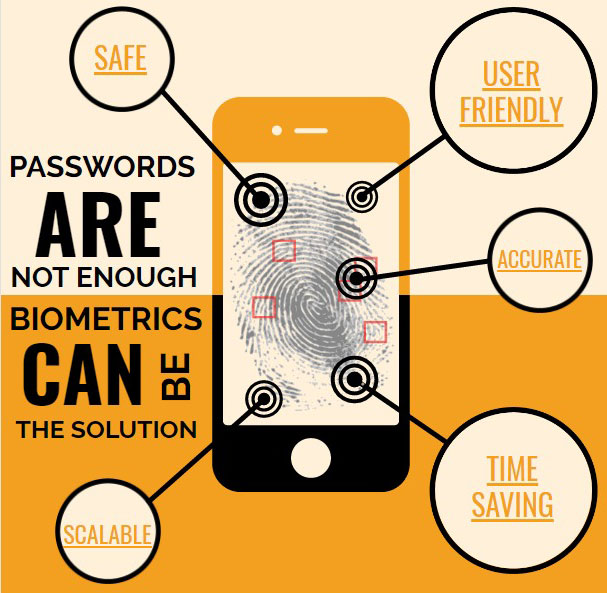 SAFE
USER
FRIENDLY
PASSWORDS
ARE
NOT ENOUGH
BIOMETRICS
CAN BE
THE SOLUTION
ACCURATE
TIME
SAVING
SCALABLE